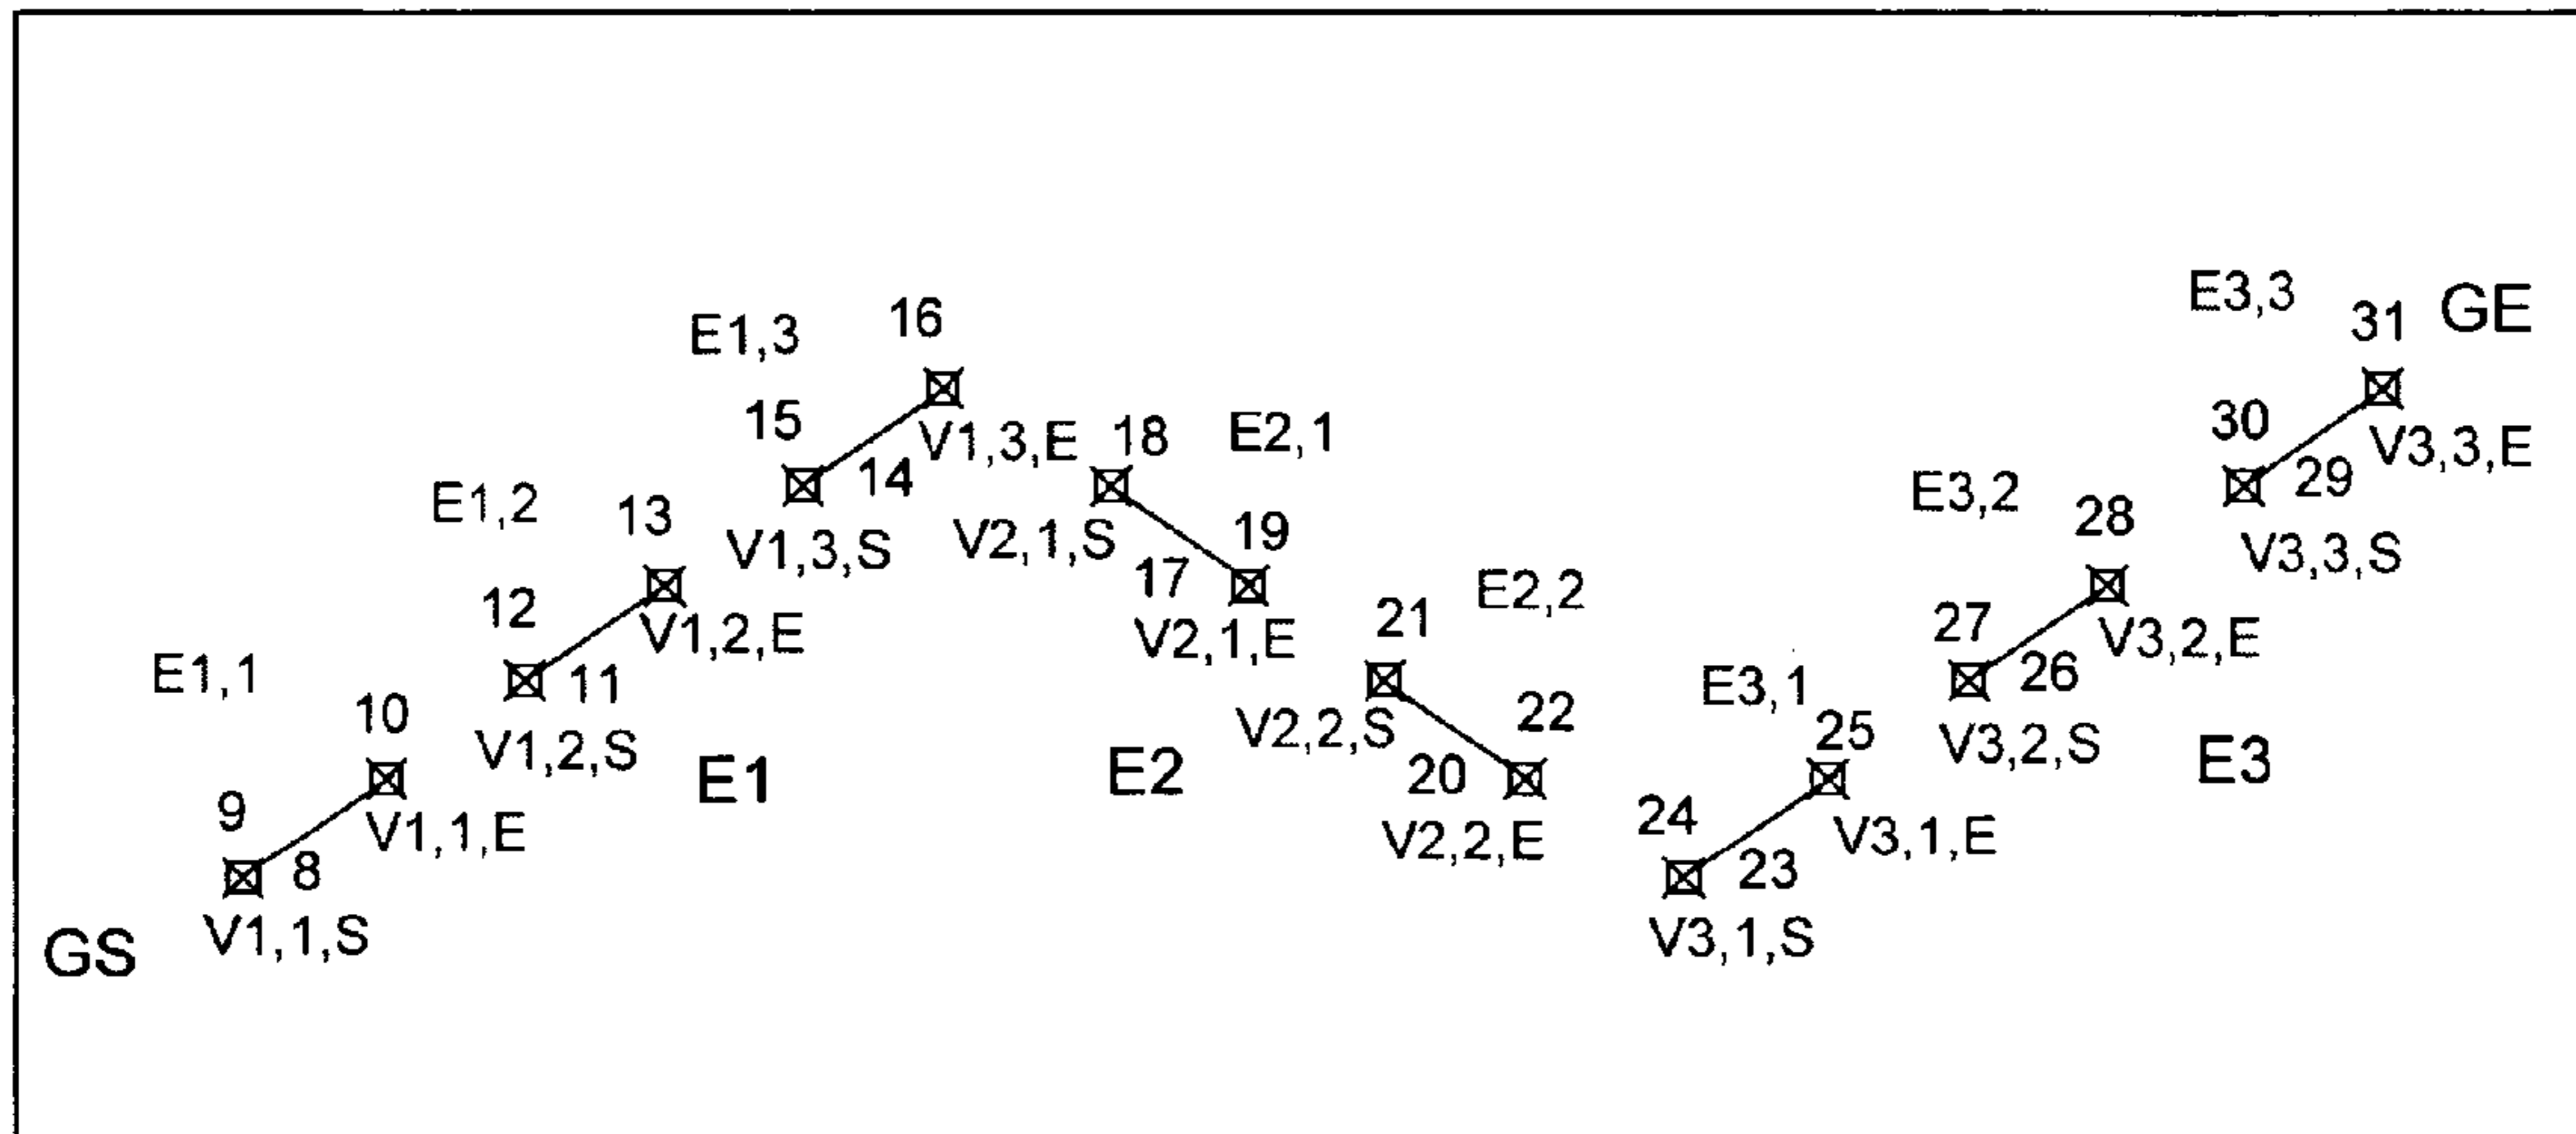 E1,1
9
10
8
V1,1,E
V1,1,S
GS
E1,2
12
13
11
V1,2,E
V1,2,S
E1
E1,3
15
16
14
V1,3,E
V1,3,S
18
E2,1
V2,1,S
19
17
V2,1,E
E2
21
E2,2
V2,2,S
22
20
V2,2,E
E3,1
24
25
23
V3,1,E
V3,1,S
E3,2
27
28
26
V3,2,E
V3,2,S
E3
E3,3
30
31
GE
29
V3,3,E
V3,3,S